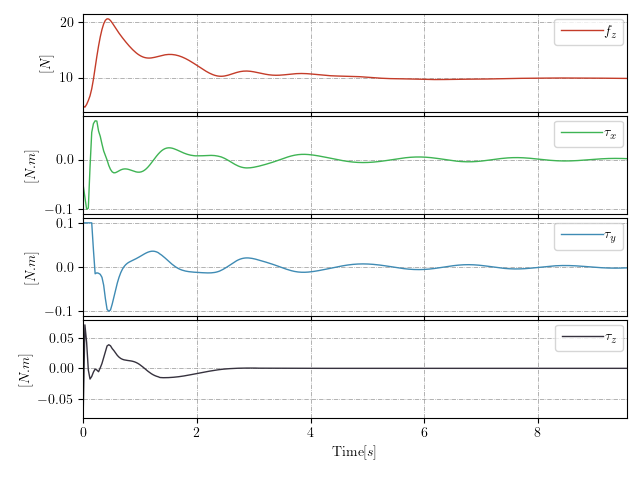 20
10
[N]
f_z
0.0
−0.1
[N.m]
τ_x
0.1
0.0
−0.1
[N.m]
τ_y
0.05
0.00
−0.05
[N.m]
τ_z
0 2 4 6 8
Time[s]